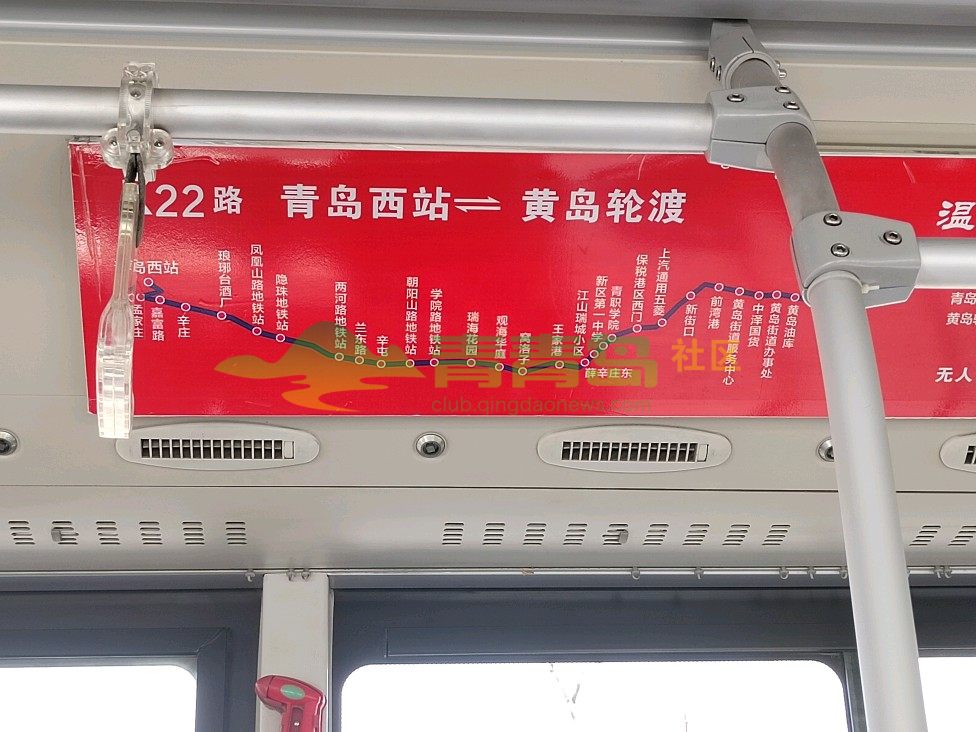 22路 青岛西站⇌黄岛轮渡
温
岛西站
孟家庄
嘉富路
辛庄
琅琊台酒厂
凤凰山路地铁站
隐珠地铁站
两河路地铁站
兰东路
辛屯
朝阳山路地铁站
学院路地铁站
瑞海花园
观海华庭
窝洛子
王家港
江山瑞城小区
薛辛庄东
新区第一中学
青职学院
保税港区西门
上汽通用五菱
新街口
前湾港
黄岛街道服务中心
中泽国货
黄岛街道办事处
黄岛油库
青岛
黄岛
无人
青青岛社区
club.qingdaonews.com